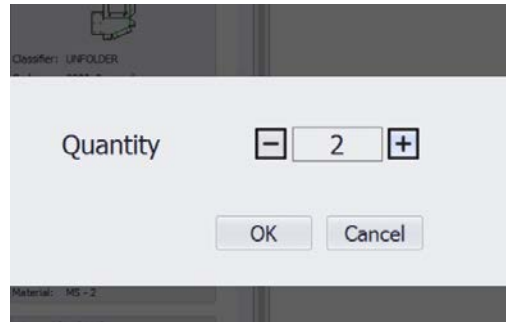 Classifier: UNFOLDER
Quantity
− 2 +
OK Cancel
Material: MS - 2